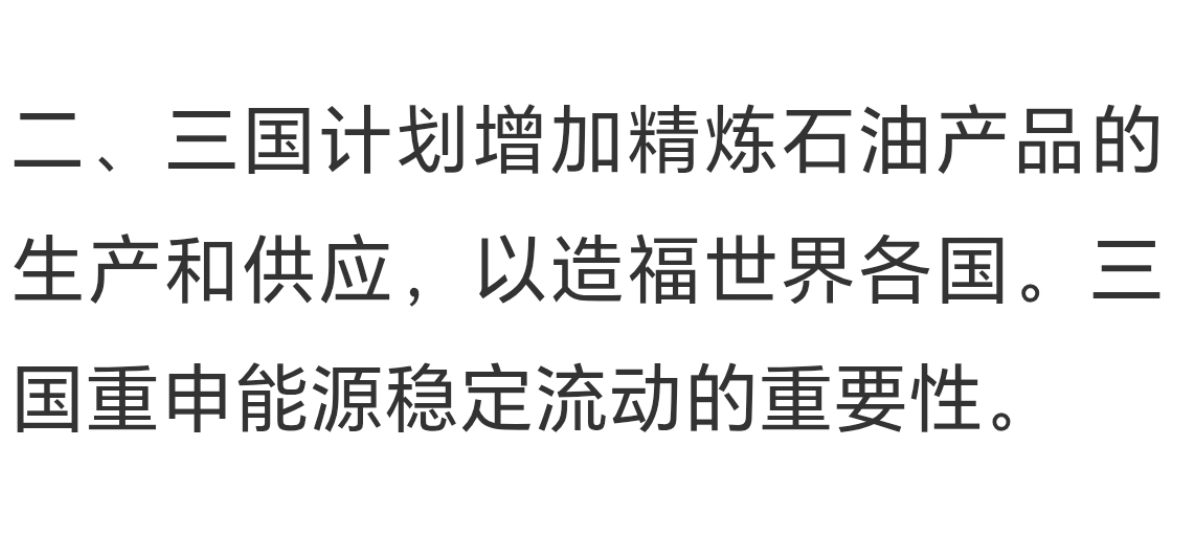 二、三国计划增加精炼石油产品的
生产和供应，以造福世界各国。三
国重申能源稳定流动的重要性。